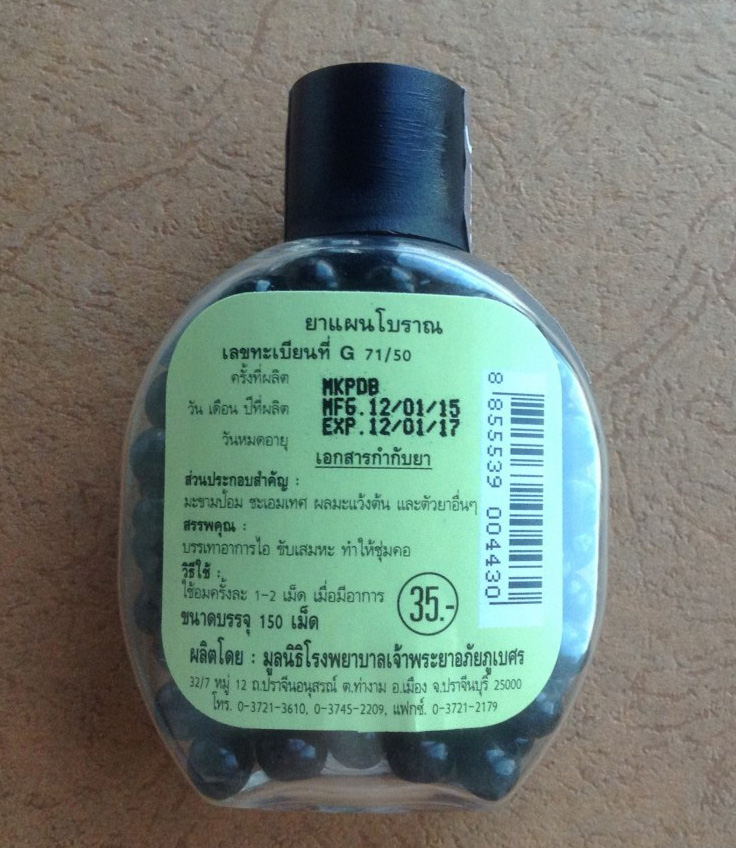 ยาแผนโบราณ
เลขทะเบียนที่ G 71/50
ครั้งที่ผลิต MKPDB
วัน เดือน ปีที่ผลิต MFG.12/01/15
วันหมดอายุ EXP.12/01/17
เอกสารกำกับยา
ส่วนประกอบสำคัญ :
มะขามป้อม ชะเอมเทศ ผลมะแว้งต้น และตัวยาอื่นๆ
สรรพคุณ :
บรรเทาอาการไอ ขับเสมหะ ทำให้ชุ่มคอ
วิธีใช้ :
ใช้อมครั้งละ 1-2 เม็ด เมื่อมีอาการ
ขนาดบรรจุ 150 เม็ด
35.-
ผลิตโดย : มูลนิธิโรงพยาบาลเจ้าพระยาอภัยภูเบศร
32/7 หมู่ 12 ถ.ปราจีนอนุสรณ์ ต.ท่างาม อ.เมือง จ.ปราจีนบุรี 25000
โทร. 0-3721-3610, 0-3745-2209, แฟกซ์. 0-3721-2179
8 855539 004430